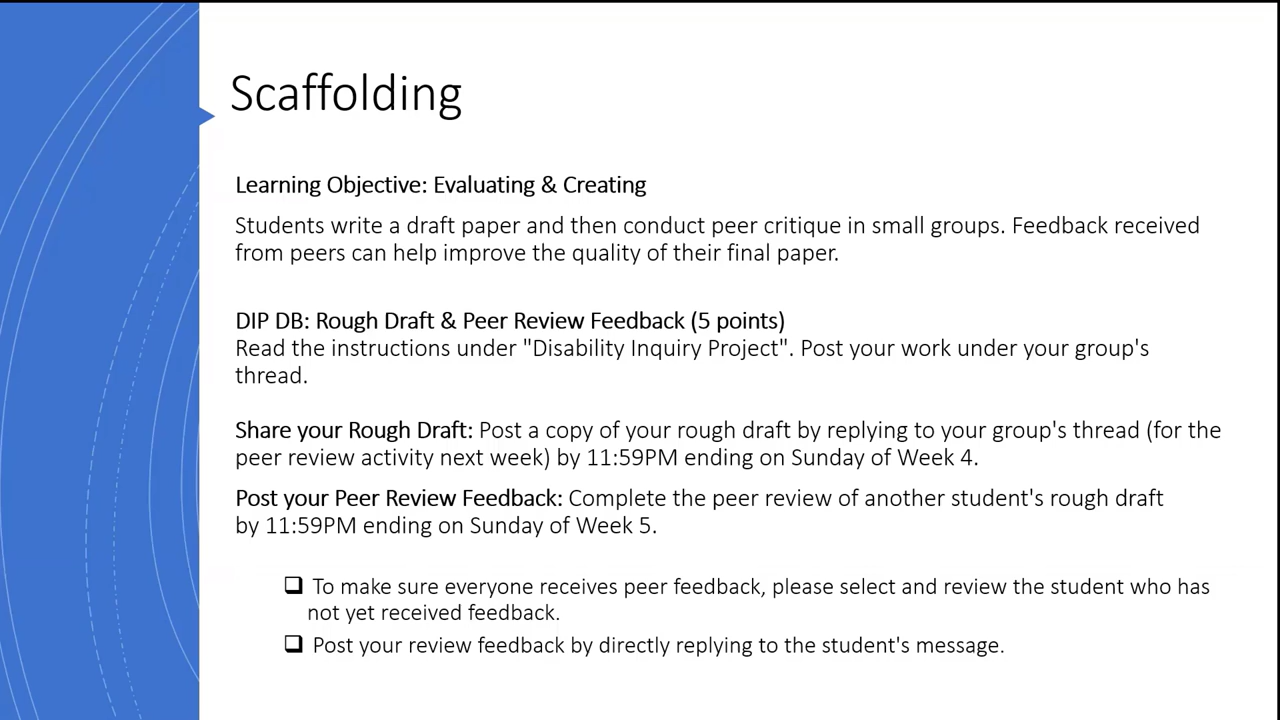 Scaffolding
Learning Objective: Evaluating & Creating
Students write a draft paper and then conduct peer critique in small groups. Feedback received
from peers can help improve the quality of their final paper.
DIP DB: Rough Draft & Peer Review Feedback (5 points)
Read the instructions under "Disability Inquiry Project". Post your work under your group's
thread.
Share your Rough Draft: Post a copy of your rough draft by replying to your group's thread (for the
peer review activity next week) by 11:59PM ending on Sunday of Week 4.
Post your Peer Review Feedback: Complete the peer review of another student's rough draft
by 11:59PM ending on Sunday of Week 5.
❑ To make sure everyone receives peer feedback, please select and review the student who has
not yet received feedback.
❑ Post your review feedback by directly replying to the student's message.